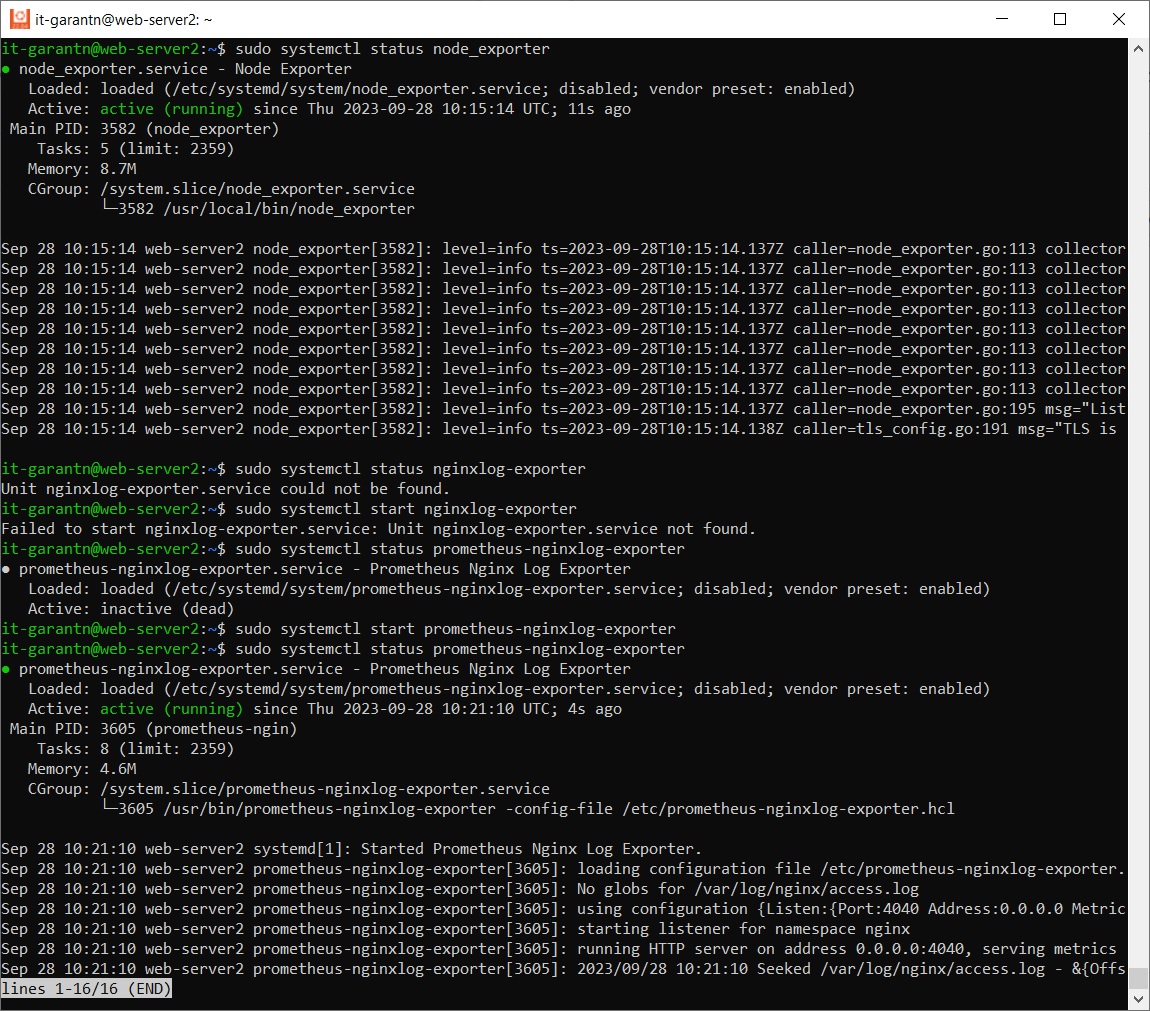 it-garantn@web-server2: ~
it-garantn@web-server2:~$ sudo systemctl status node_exporter
● node_exporter.service - Node Exporter
   Loaded: loaded (/etc/systemd/system/node_exporter.service; disabled; vendor preset: enabled)
   Active: active (running) since Thu 2023-09-28 10:15:14 UTC; 11s ago
 Main PID: 3582 (node_exporter)
    Tasks: 5 (limit: 2359)
   Memory: 8.7M
   CGroup: /system.slice/node_exporter.service
           └─3582 /usr/local/bin/node_exporter
Sep 28 10:15:14 web-server2 node_exporter[3582]: level=info ts=2023-09-28T10:15:14.137Z caller=node_exporter.go:113 collector
Sep 28 10:15:14 web-server2 node_exporter[3582]: level=info ts=2023-09-28T10:15:14.137Z caller=node_exporter.go:113 collector
Sep 28 10:15:14 web-server2 node_exporter[3582]: level=info ts=2023-09-28T10:15:14.137Z caller=node_exporter.go:113 collector
Sep 28 10:15:14 web-server2 node_exporter[3582]: level=info ts=2023-09-28T10:15:14.137Z caller=node_exporter.go:113 collector
Sep 28 10:15:14 web-server2 node_exporter[3582]: level=info ts=2023-09-28T10:15:14.137Z caller=node_exporter.go:113 collector
Sep 28 10:15:14 web-server2 node_exporter[3582]: level=info ts=2023-09-28T10:15:14.137Z caller=node_exporter.go:113 collector
Sep 28 10:15:14 web-server2 node_exporter[3582]: level=info ts=2023-09-28T10:15:14.137Z caller=node_exporter.go:113 collector
Sep 28 10:15:14 web-server2 node_exporter[3582]: level=info ts=2023-09-28T10:15:14.137Z caller=node_exporter.go:113 collector
Sep 28 10:15:14 web-server2 node_exporter[3582]: level=info ts=2023-09-28T10:15:14.137Z caller=node_exporter.go:195 msg="List
Sep 28 10:15:14 web-server2 node_exporter[3582]: level=info ts=2023-09-28T10:15:14.138Z caller=tls_config.go:191 msg="TLS is
it-garantn@web-server2:~$ sudo systemctl status nginxlog-exporter
Unit nginxlog-exporter.service could not be found.
it-garantn@web-server2:~$ sudo systemctl start nginxlog-exporter
Failed to start nginxlog-exporter.service: Unit nginxlog-exporter.service not found.
it-garantn@web-server2:~$ sudo systemctl status prometheus-nginxlog-exporter
● prometheus-nginxlog-exporter.service - Prometheus Nginx Log Exporter
   Loaded: loaded (/etc/systemd/system/prometheus-nginxlog-exporter.service; disabled; vendor preset: enabled)
   Active: inactive (dead)
it-garantn@web-server2:~$ sudo systemctl start prometheus-nginxlog-exporter
it-garantn@web-server2:~$ sudo systemctl status prometheus-nginxlog-exporter
● prometheus-nginxlog-exporter.service - Prometheus Nginx Log Exporter
   Loaded: loaded (/etc/systemd/system/prometheus-nginxlog-exporter.service; disabled; vendor preset: enabled)
   Active: active (running) since Thu 2023-09-28 10:21:10 UTC; 4s ago
 Main PID: 3605 (prometheus-ngin)
    Tasks: 8 (limit: 2359)
   Memory: 4.6M
   CGroup: /system.slice/prometheus-nginxlog-exporter.service
           └─3605 /usr/bin/prometheus-nginxlog-exporter -config-file /etc/prometheus-nginxlog-exporter.hcl
Sep 28 10:21:10 web-server2 systemd[1]: Started Prometheus Nginx Log Exporter.
Sep 28 10:21:10 web-server2 prometheus-nginxlog-exporter[3605]: loading configuration file /etc/prometheus-nginxlog-exporter.
Sep 28 10:21:10 web-server2 prometheus-nginxlog-exporter[3605]: No globs for /var/log/nginx/access.log
Sep 28 10:21:10 web-server2 prometheus-nginxlog-exporter[3605]: using configuration {Listen:{Port:4040 Address:0.0.0.0 Metric
Sep 28 10:21:10 web-server2 prometheus-nginxlog-exporter[3605]: starting listener for namespace nginx
Sep 28 10:21:10 web-server2 prometheus-nginxlog-exporter[3605]: running HTTP server on address 0.0.0.0:4040, serving metrics
Sep 28 10:21:10 web-server2 prometheus-nginxlog-exporter[3605]: 2023/09/28 10:21:10 Seeked /var/log/nginx/access.log - &{Offs
lines 1-16/16 (END)